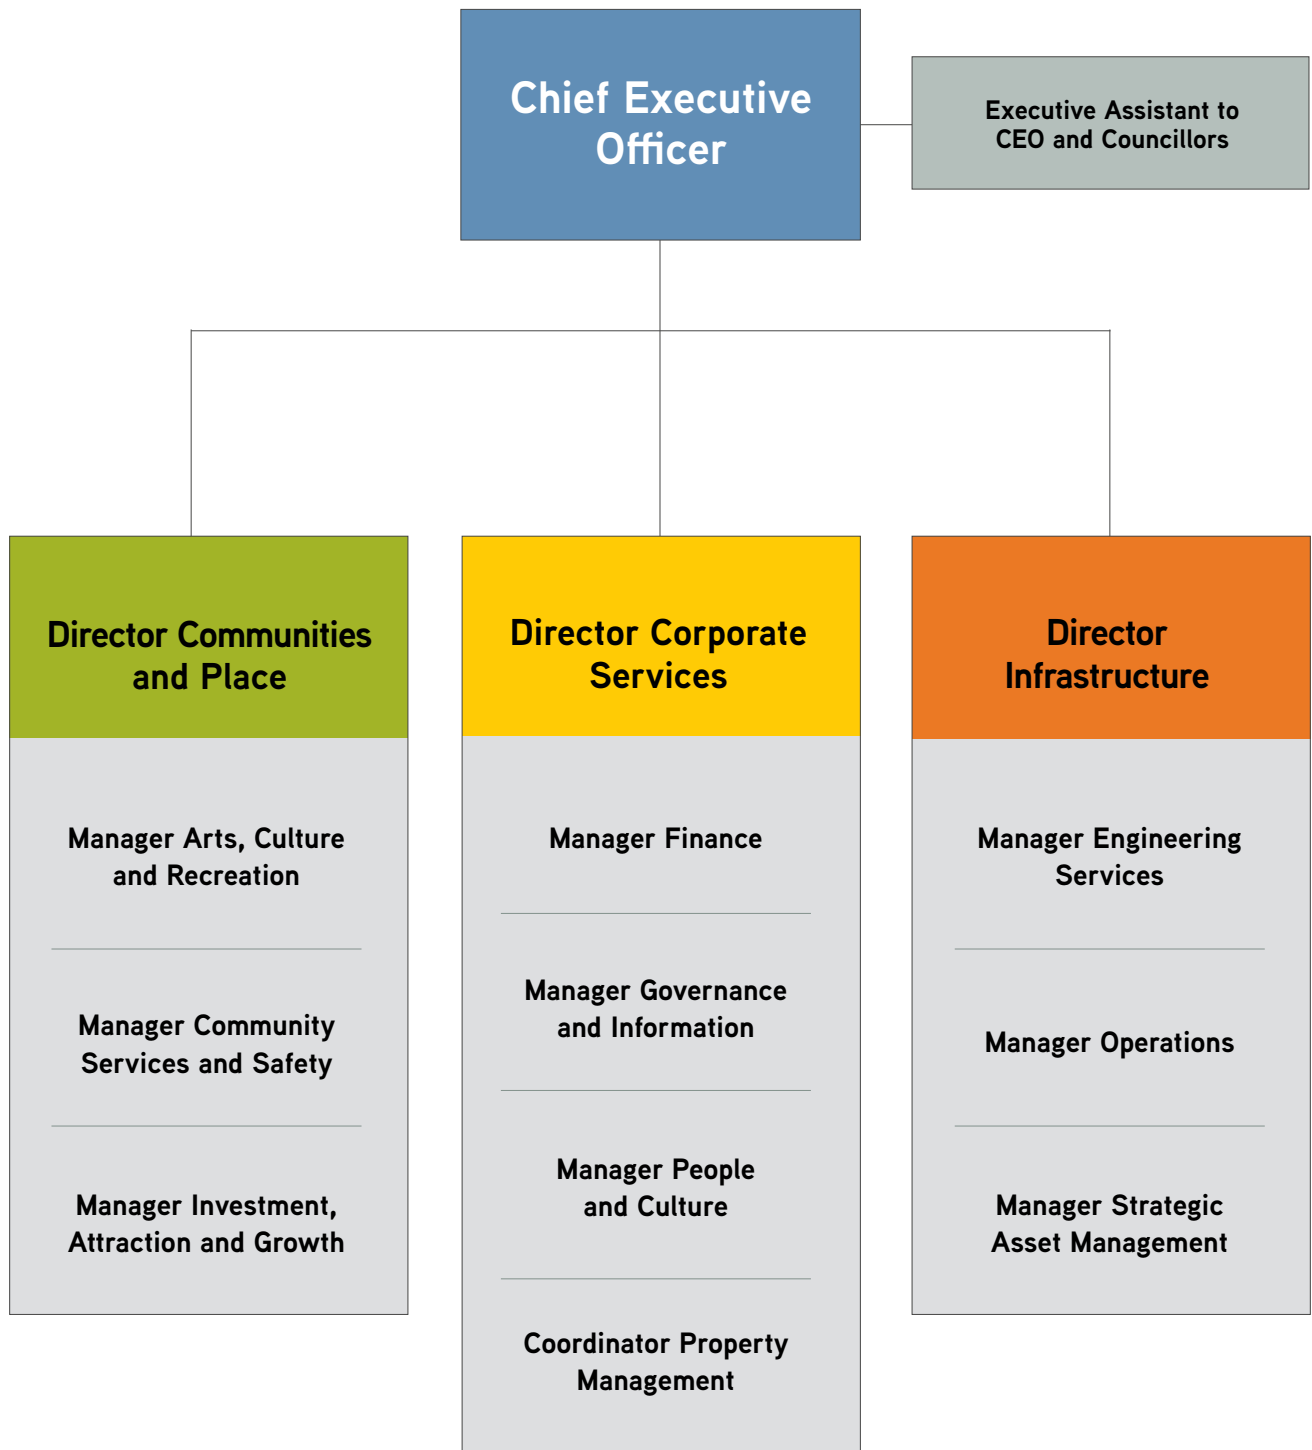 Chief Executive
Officer
Executive Assistant to
CEO and Councillors
Director Communities
and Place
Manager Arts, Culture
and Recreation
Manager Community
Services and Safety
Manager Investment,
Attraction and Growth
Director Corporate
Services
Manager Finance
Manager Governance
and Information
Manager People
and Culture
Coordinator Property
Management
Director
Infrastructure
Manager Engineering
Services
Manager Operations
Manager Strategic
Asset Management